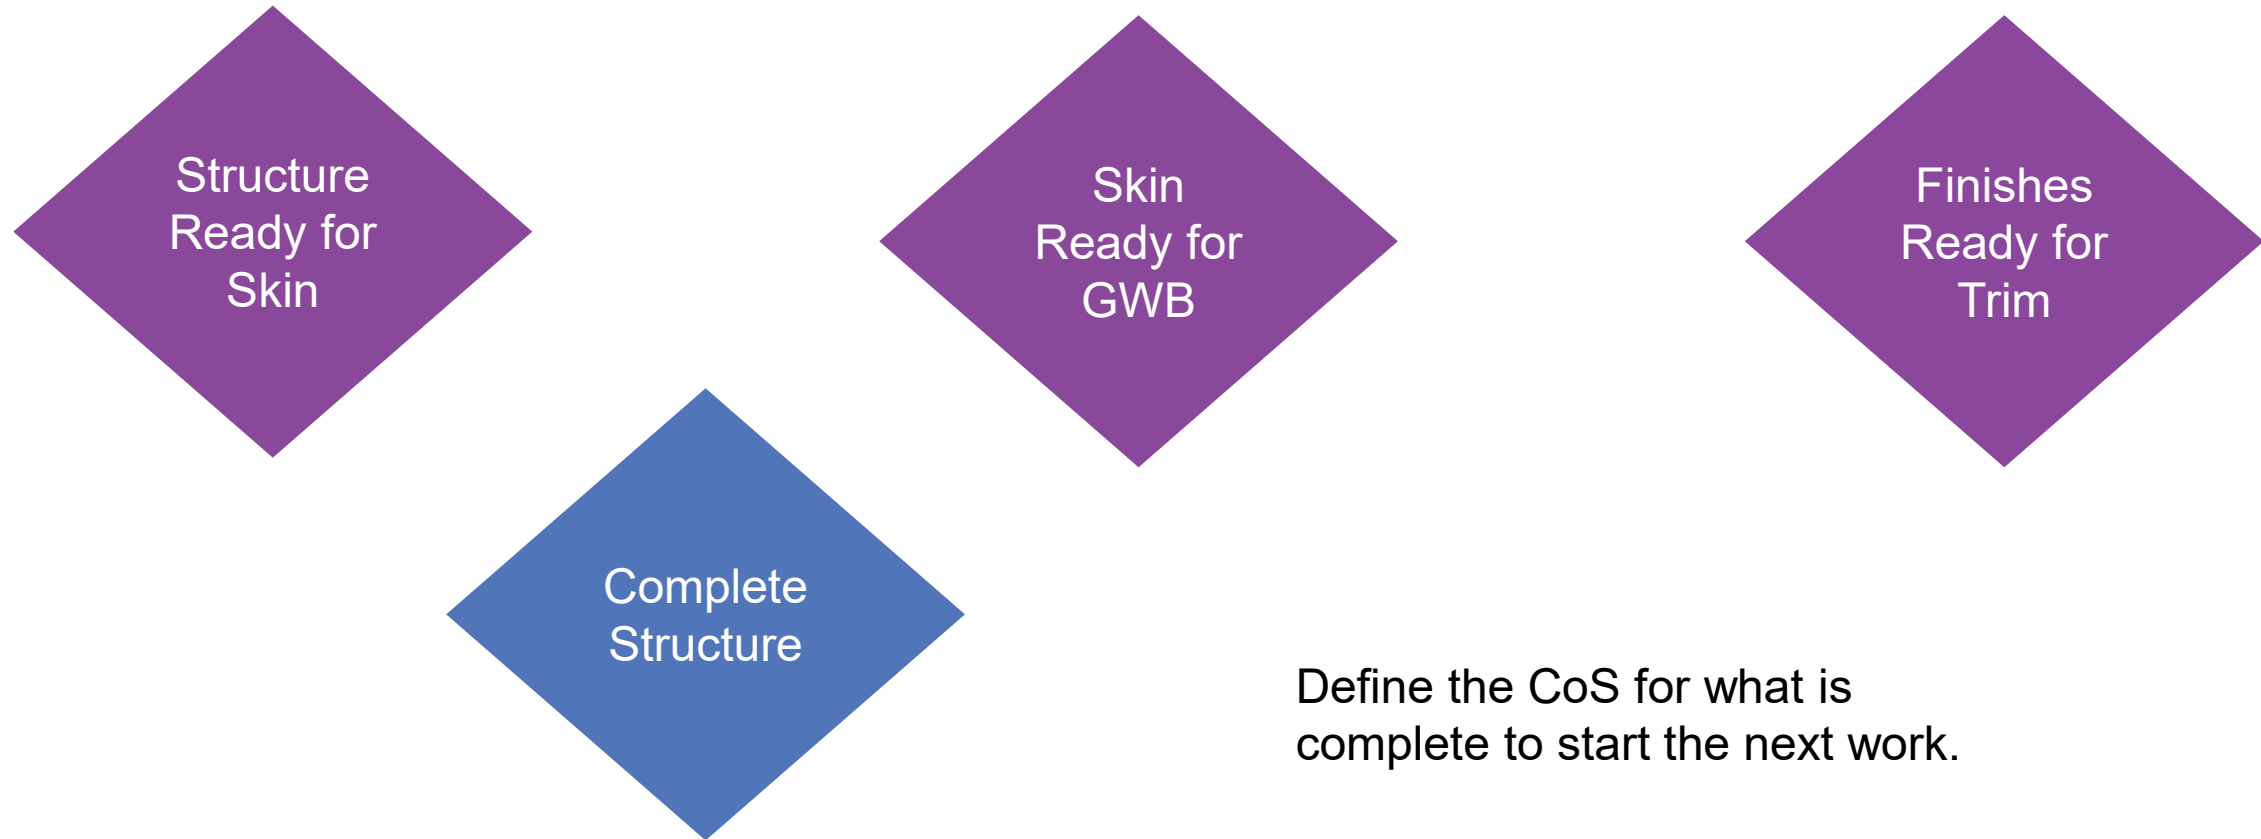 Structure
Ready for
Skin
Skin
Ready for
GWB
Finishes
Ready for
Trim
Complete
Structure
Define the CoS for what is
complete to start the next work.